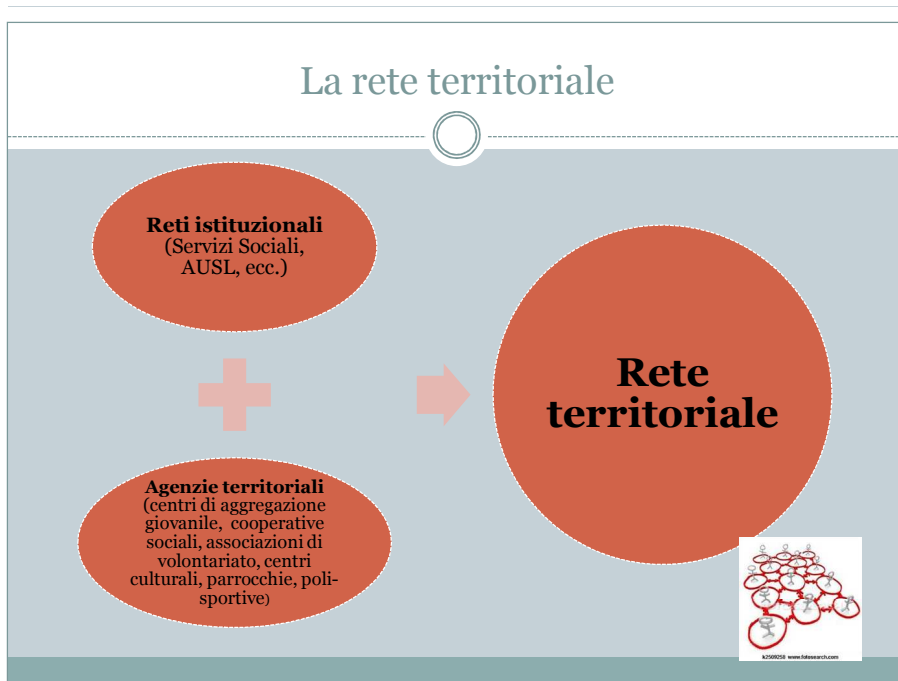 La rete territoriale
Reti istituzionali
(Servizi Sociali,
AUSL, ecc.)
Rete
territoriale
Agenzie territoriali
(centri di aggregazione
giovanile, cooperative
sociali, associazioni di
volontariato, centri
culturali, parrocchie, poli-
sportive)
k2509258 www.fotosearch.com